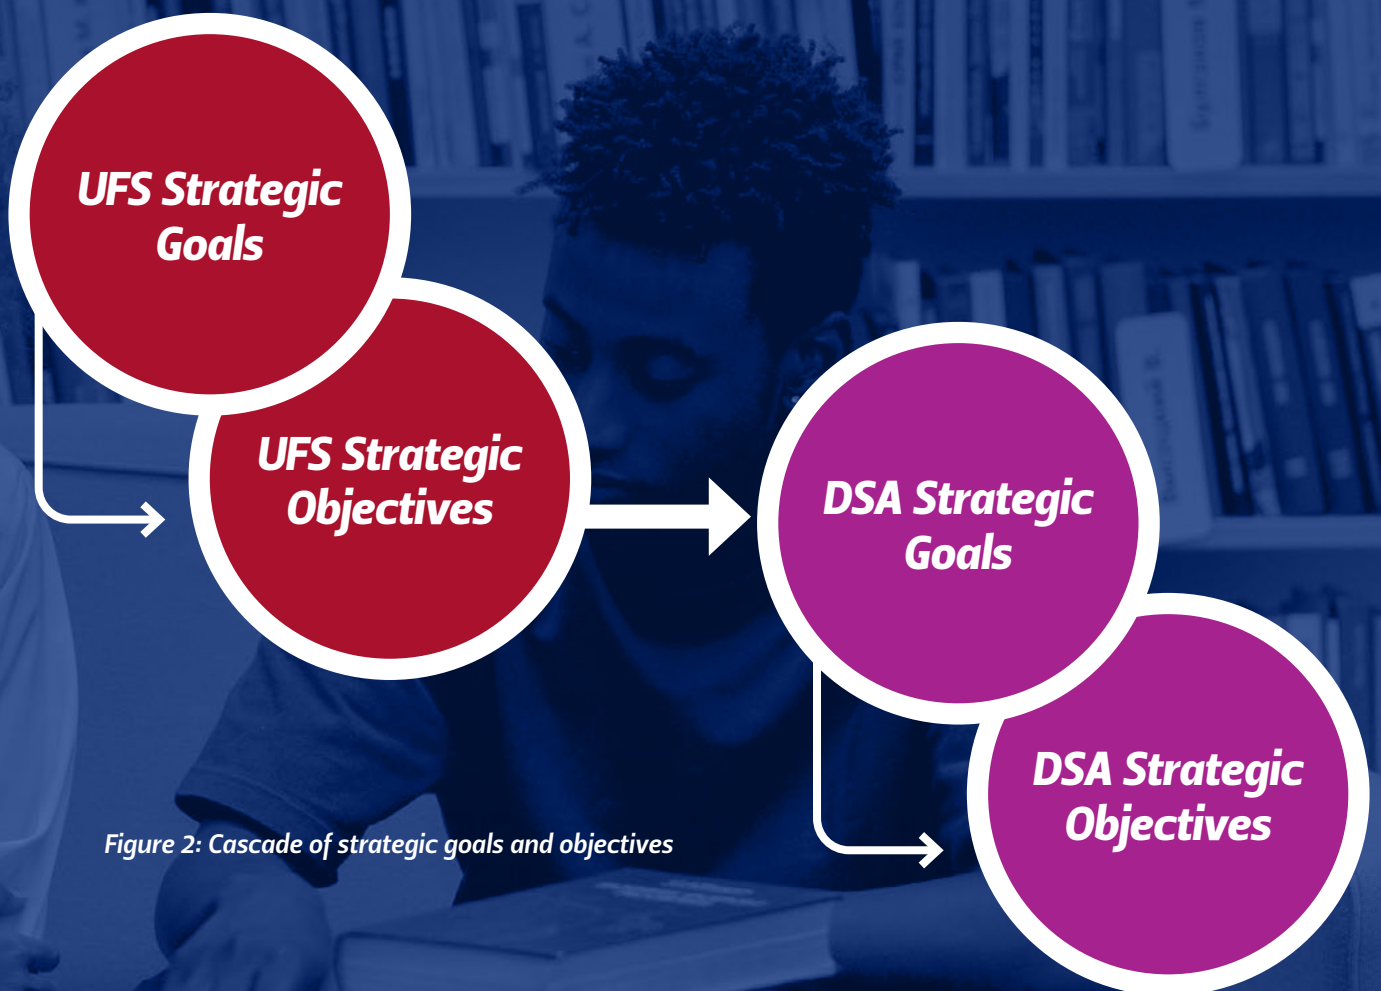 UFS Strategic
Goals
UFS Strategic
Objectives
DSA Strategic
Goals
DSA Strategic
Objectives
Figure 2: Cascade of strategic goals and objectives